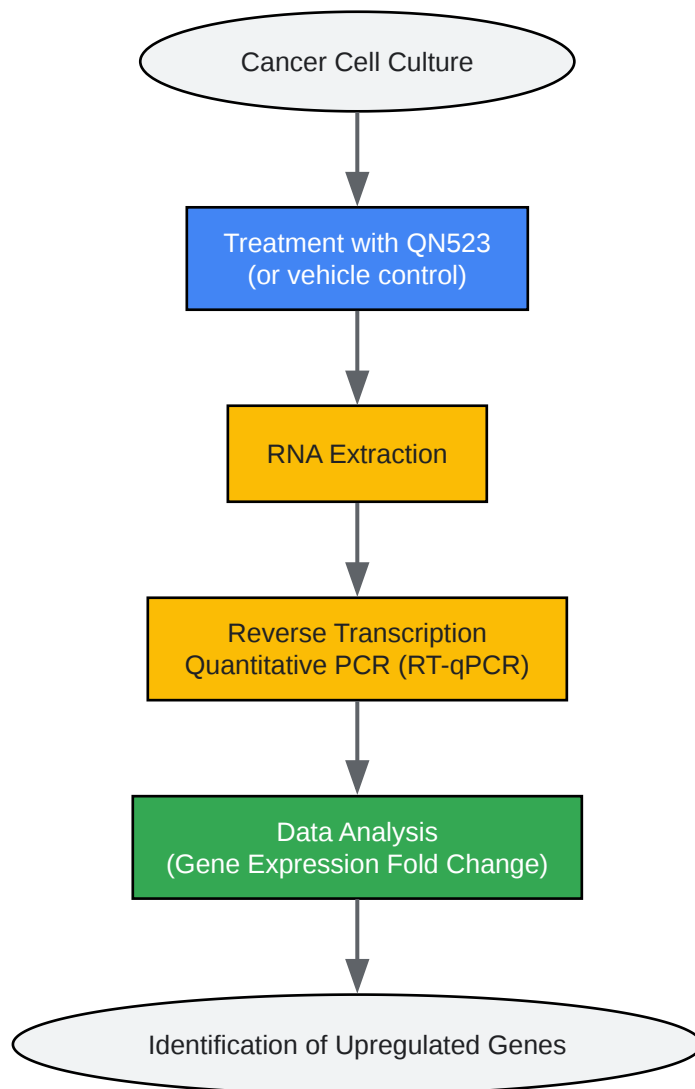 Cancer Cell Culture
Treatment with QN523
(or vehicle control)
RNA Extraction
Reverse Transcription
Quantitative PCR (RT-qPCR)
Data Analysis
(Gene Expression Fold Change)
Identification of Upregulated Genes